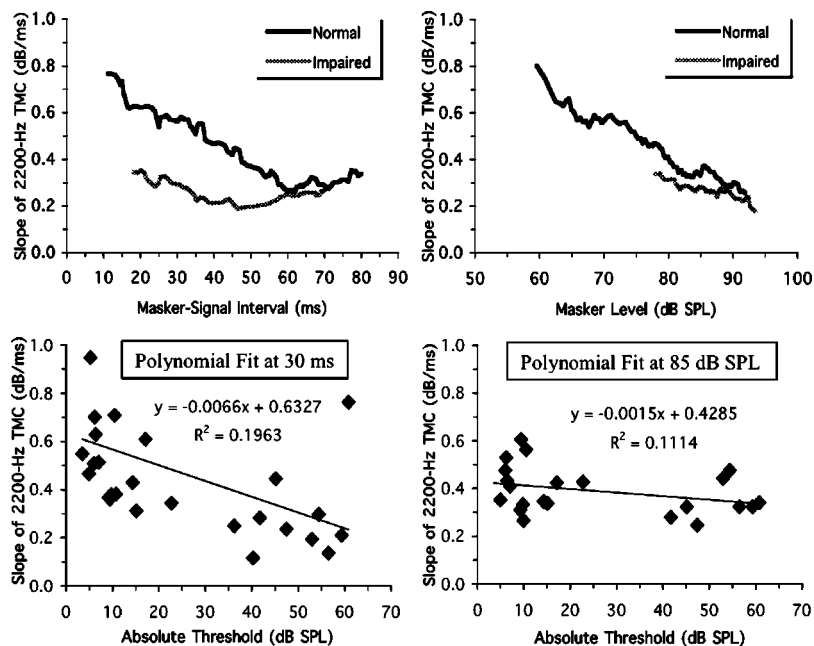 Slope of 2200-Hz TMC (dB/ms)
1.0
0.8
0.6
0.4
0.2
0.0
Normal
Impaired
0 10 20 30 40 50 60 70 80 90
Masker-Signal Interval (ms)
Slope of 2200-Hz TMC (dB/ms)
1.0
0.8
0.6
0.4
0.2
0.0
Normal
Impaired
50 60 70 80 90 100
Masker Level (dB SPL)
Slope of 2200-Hz TMC (dB/ms)
1.0
0.8
0.6
0.4
0.2
0.0
Polynomial Fit at 30 ms
y = -0.0066x + 0.6327
R² = 0.1963
0 10 20 30 40 50 60 70
Absolute Threshold (dB SPL)
Slope of 2200-Hz TMC (dB/ms)
1.0
0.8
0.6
0.4
0.2
0.0
Polynomial Fit at 85 dB SPL
y = -0.0015x + 0.4285
R² = 0.1114
0 10 20 30 40 50 60 70
Absolute Threshold (dB SPL)